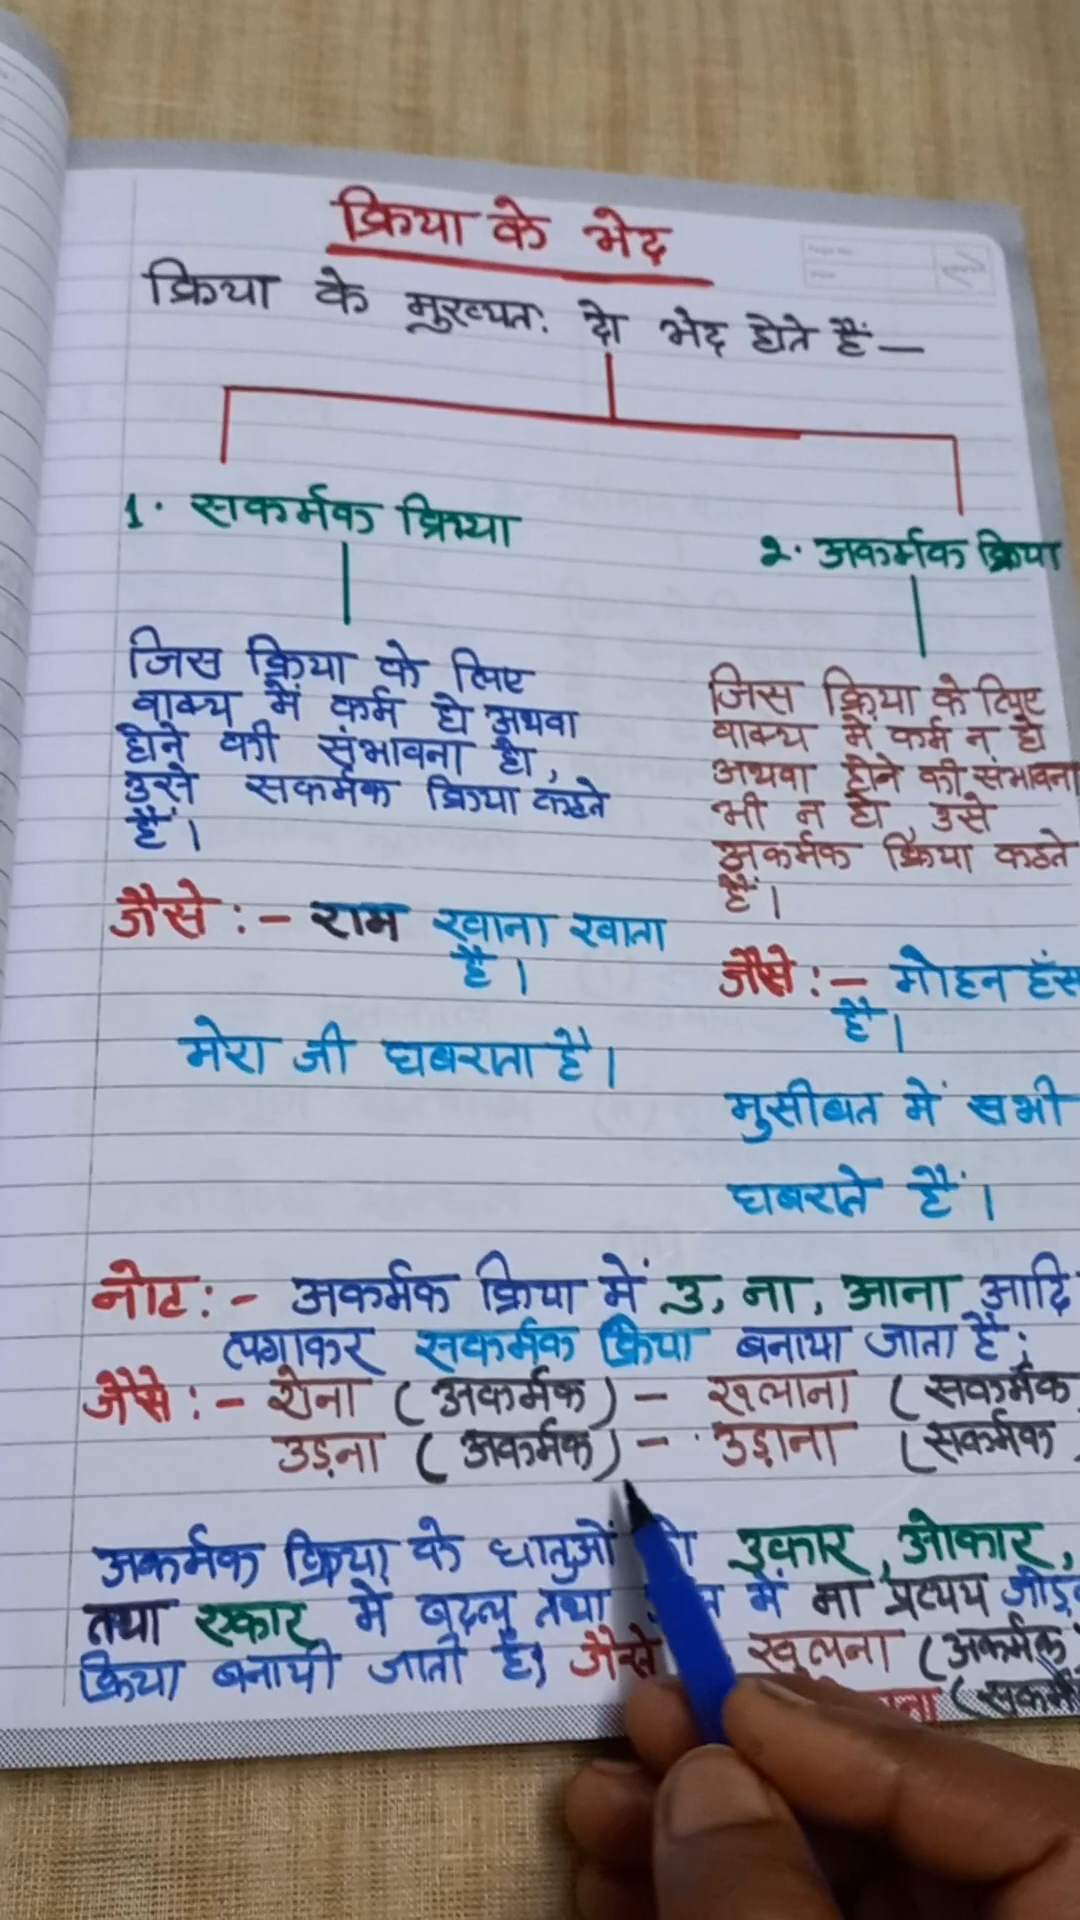 क्रिया के भेद
क्रिया के मुख्यतः दो भेद होते हैं—
1. सकर्मक क्रिया
जिस क्रिया के लिए
वाक्य में कर्म हो अथवा
होने की संभावना हो,
उसे सकर्मक क्रिया कहते
हैं।
जैसे :- राम खाना खाता
है।
मेरा जी घबराता है।
2. अकर्मक क्रिया
जिस क्रिया के लिए
वाक्य में कर्म न हो
अथवा होने की संभावना
भी न हो, उसे
अकर्मक क्रिया कहते
हैं।
जैसे :- मोहन हँस
है।
मुसीबत में सभी
घबराते हैं।
नोट :- अकर्मक क्रिया में उ, ना, आना आदि
लगाकर सकर्मक क्रिया बनाया जाता है;
जैसे :- रोना (अकर्मक) - रूलाना (सकर्मक
उड़ना (अकर्मक) - उड़ाना (सकर्मक
अकर्मक क्रिया के धातुओं उकार, ओकार,
तथा एकार में बदल तथा में ना प्रत्यय
क्रिया बनायी जाती है, जैसे खुलना (अकर्मक